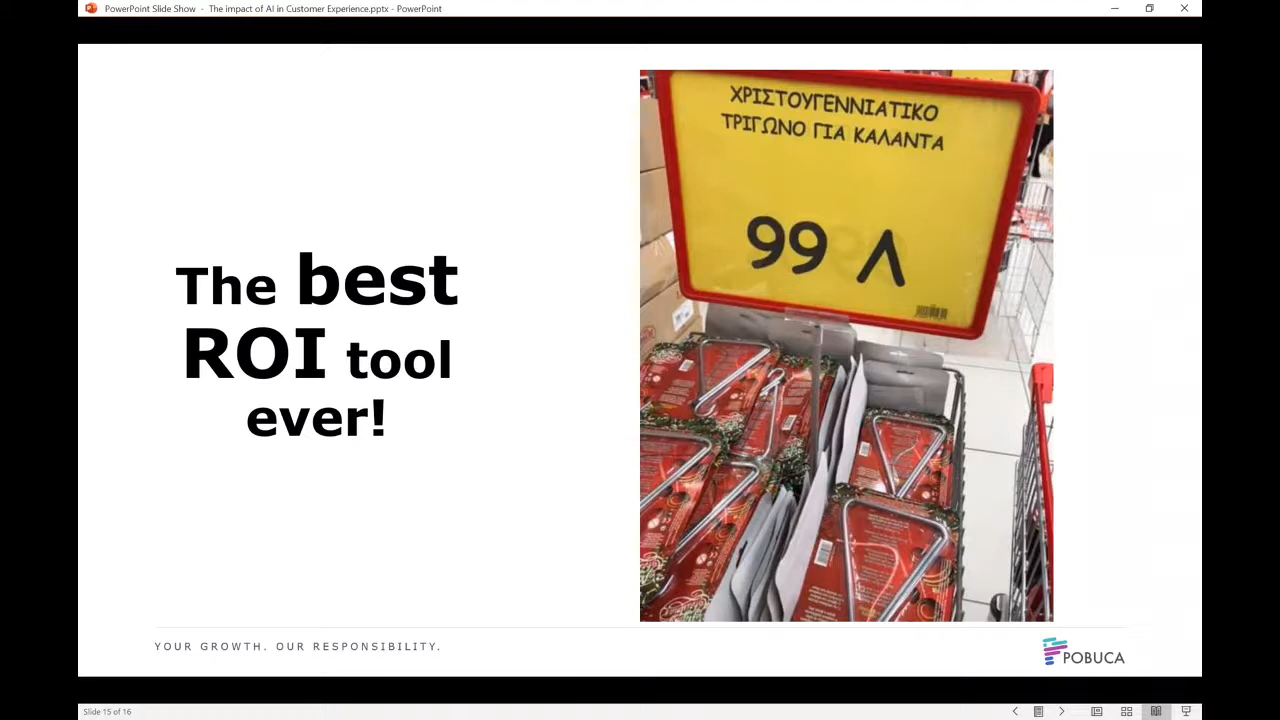 PowerPoint Slide Show - The impact of AI in Customer Experience.pptx - PowerPoint
The best
ROI tool
ever!
ΧΡΙΣΤΟΥΓΕΝΝΙΑΤΙΚΟ
ΤΡΙΓΩΝΟ ΓΙΑ ΚΑΛΑΝΤΑ
99 Λ
YOUR GROWTH. OUR RESPONSIBILITY.
POBUCA
Slide 15 of 16